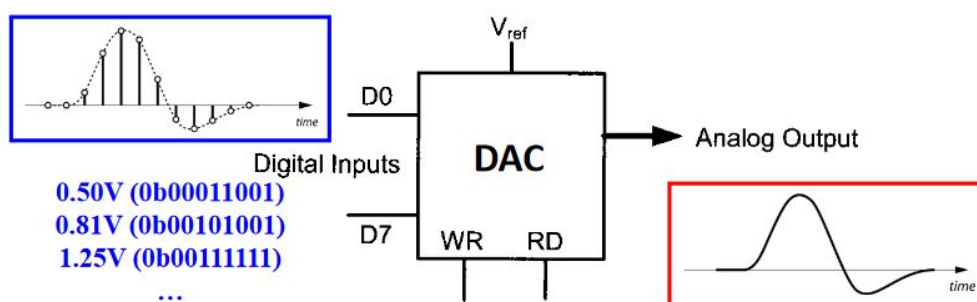 time
Digital Inputs
0.50V (0b00011001)
0.81V (0b00101001)
1.25V (0b00111111)
...
Vref
D0
DAC
D7
WR RD
Analog Output
time